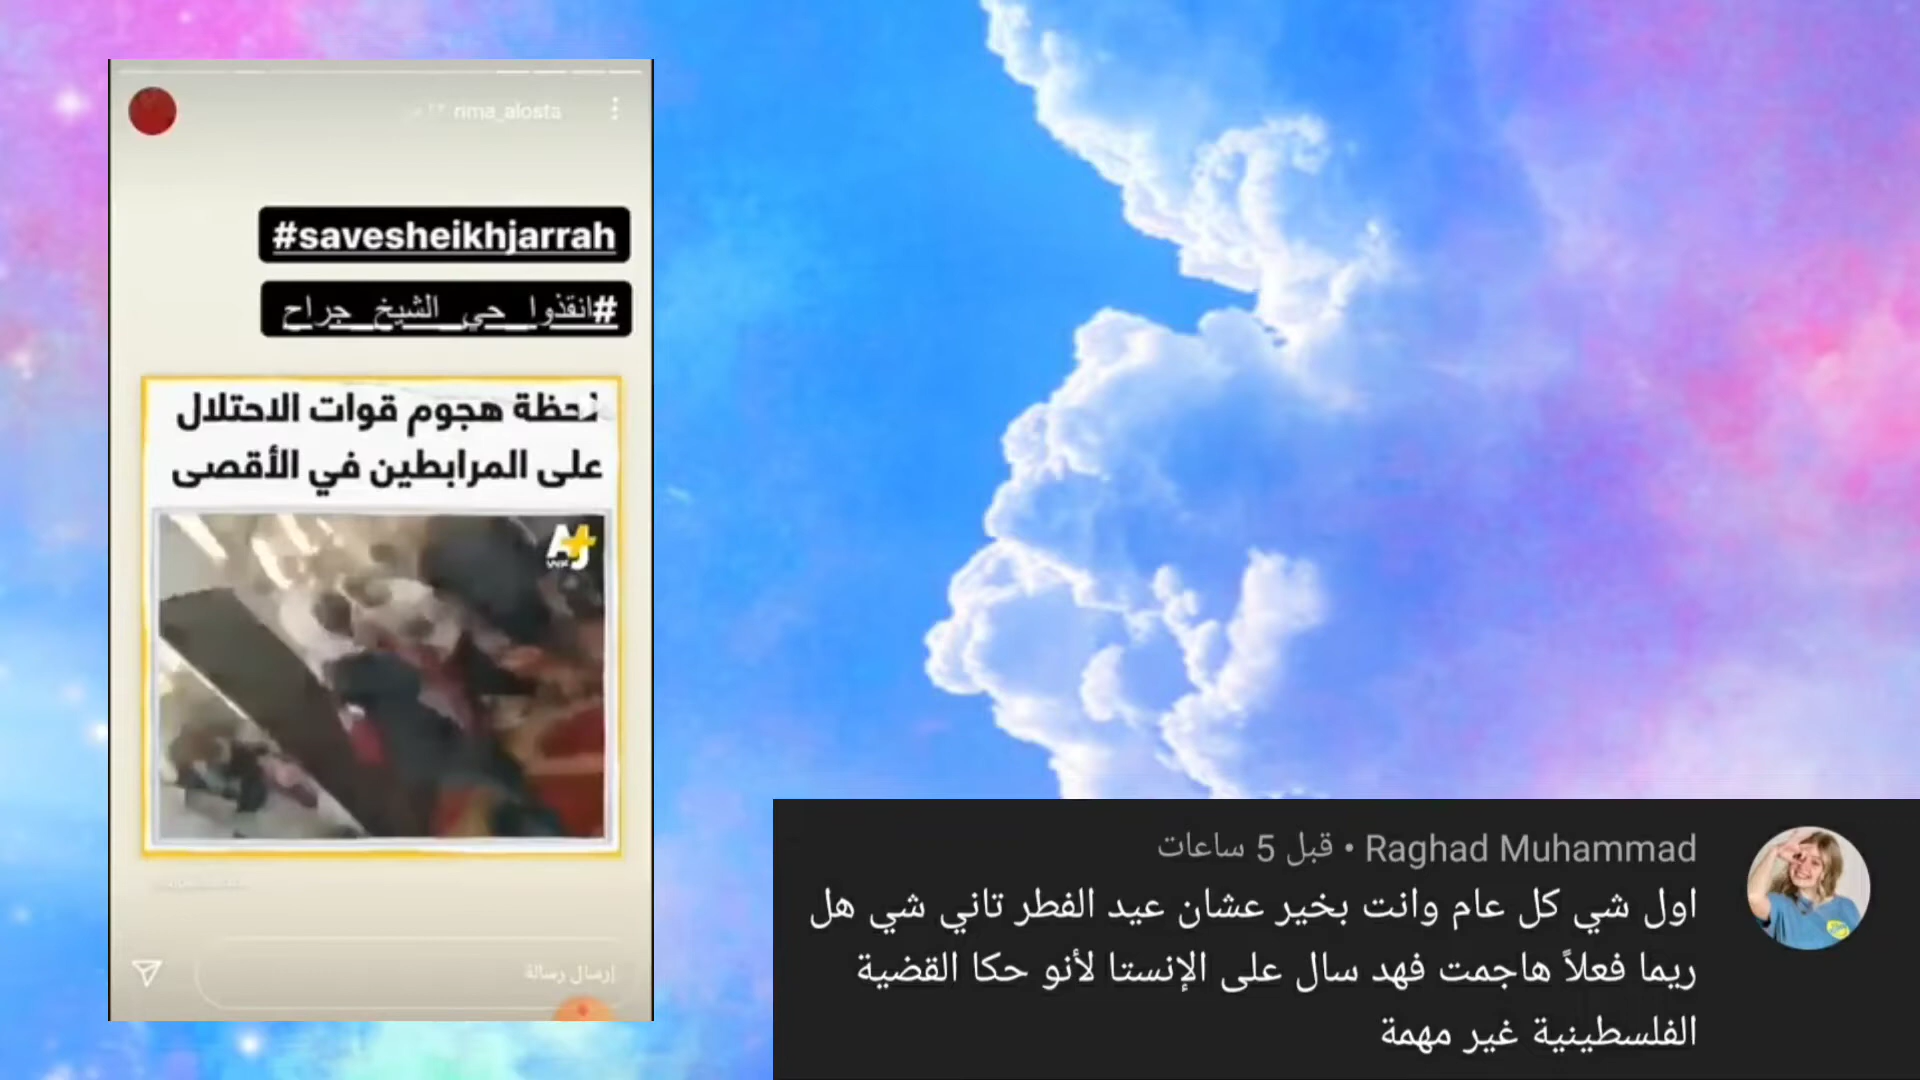 rima_alosta
#savesheikhjarrah
#انقذوا_حي_الشيخ_جراح
لحظة هجوم قوات الاحتلال
على المرابطين في الأقصى
AJ+
عربي
إرسال رسالة
Raghad Muhammad • قبل 5 ساعات
اول شي كل عام وانت بخير عشان عيد الفطر تاني شي هل
ريما فعلاً هاجمت فهد سال على الإنستا لأنو حكا القضية
الفلسطينية غير مهمة